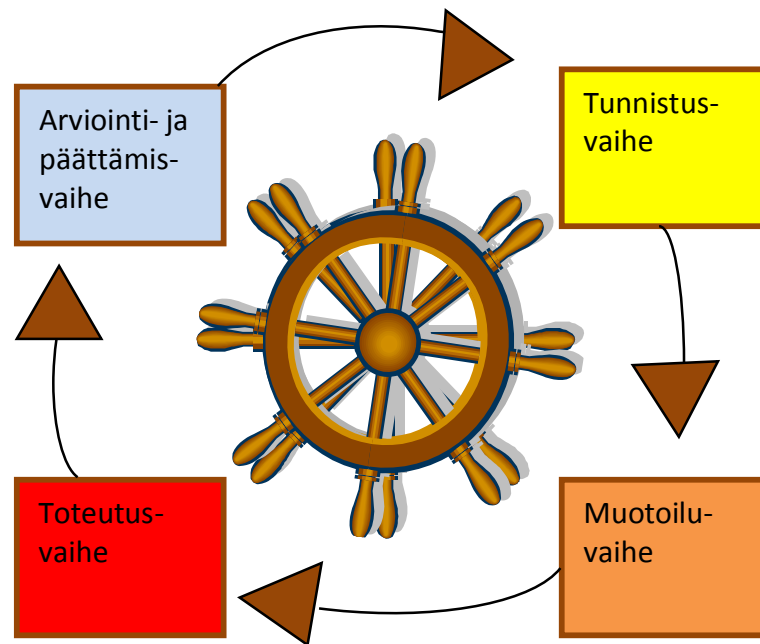 Arviointi- ja
päättämis-
vaihe
Tunnistus-
vaihe
Toteutus-
vaihe
Muotoilu-
vaihe